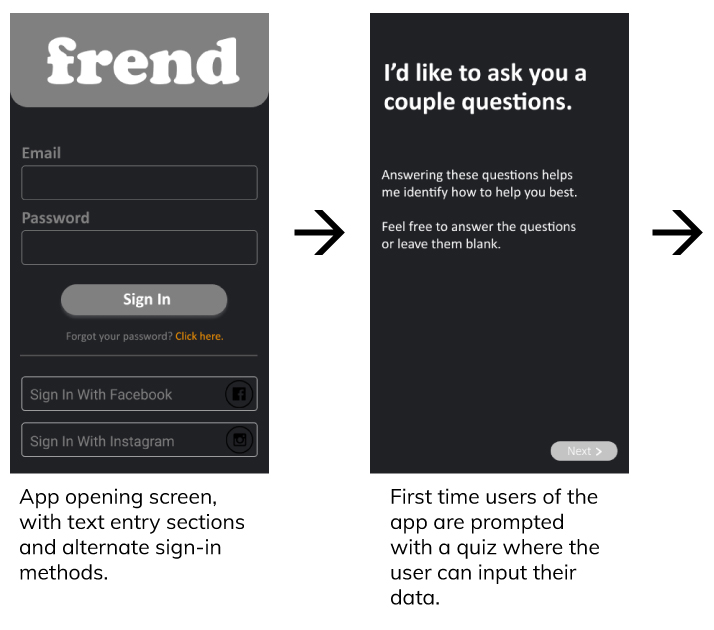 frend
Email
Password
Sign In
Forgot your password? Click here.
Sign In With Facebook
Sign In With Instagram
App opening screen,
with text entry sections
and alternate sign-in
methods.
I'd like to ask you a
couple questions.
Answering these questions helps
me identify how to help you best.
Feel free to answer the questions
or leave them blank.
Next >
First time users of the
app are prompted
with a quiz where the
user can input their
data.